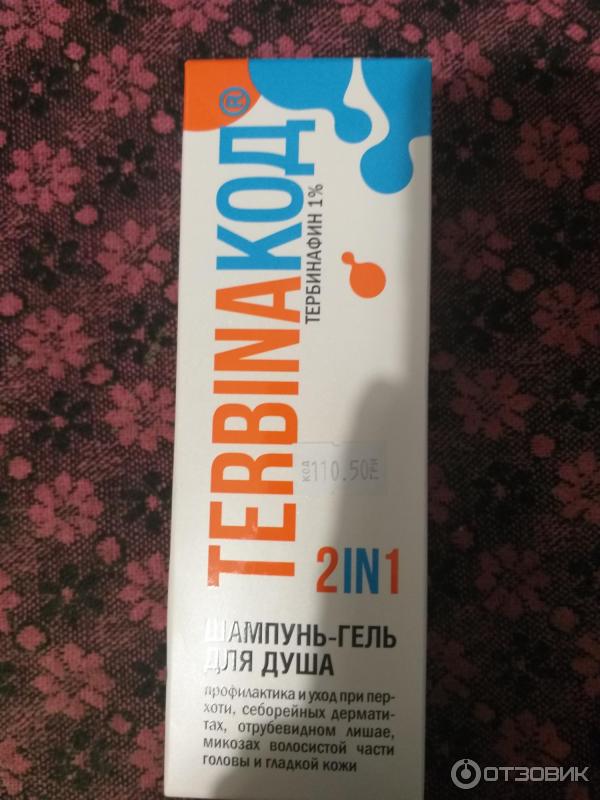 TERBINAКОД®
ТЕРБИНАФИН 1%
КОД 110.50
2IN1
ШАМПУНЬ-ГЕЛЬ
ДЛЯ ДУША
профилактика и уход при пер-
хоти, себорейных дермати-
тах, отрубевидном лишае,
микозах волосистой части
головы и гладкой кожи
ОТЗОВИК